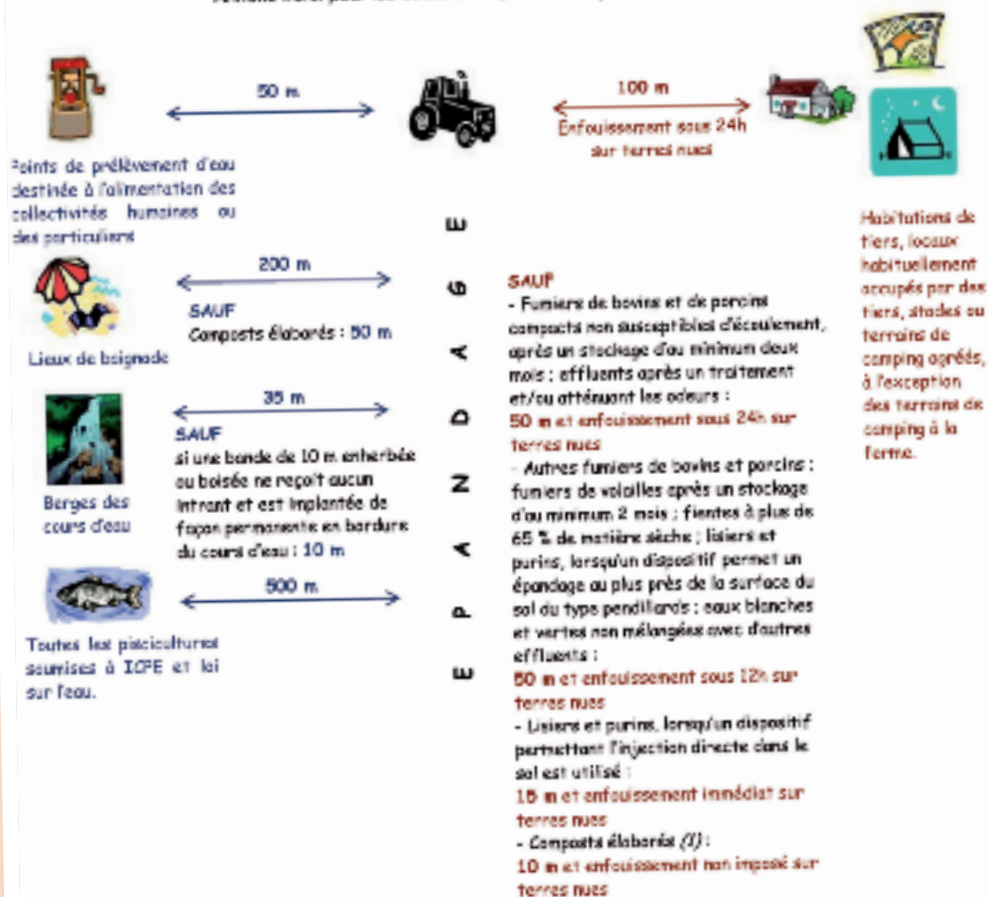 50 m
100 m
Enfouissement sous 24h
sur terres nues
Points de prélèvement d'eau
destinée à l'alimentation des
collectivités humaines ou
des particuliers
200 m
SAUF
Composts élaborés : 50 m
Lieux de baignade
35 m
SAUF
si une bande de 10 m enherbée
ou boisée ne reçoit aucun
intrant et est implantée de
façon permanente en bordure
du cours d'eau : 10 m
Berges des
cours d'eau
500 m
Toutes les piscicultures
soumises à ICPE et loi
sur l'eau.
E P A N D A G E
SAUF
- Fumiers de bovins et de porcins
compacts non susceptibles d'écoulement,
après un stockage d'au minimum deux
mois ; effluents après un traitement
et/ou atténuant les odeurs :
50 m et enfouissement sous 24h sur
terres nues
- Autres fumiers de bovins et porcins ;
fumiers de volailles après un stockage
d'au minimum 2 mois ; fientes à plus de
65 % de matière sèche ; lisiers et
purins, lorsqu'un dispositif permet un
épandage au plus près de la surface du
sol du type pendillards ; eaux blanches
et vertes non mélangées avec d'autres
effluents :
50 m et enfouissement sous 12h sur
terres nues
- Lisiers et purins, lorsqu'un dispositif
permettant l'injection directe dans le
sol est utilisé :
15 m et enfouissement immédiat sur
terres nues
- Composts élaborés (1) :
10 m et enfouissement non imposé sur
terres nues
Habitations de
tiers, locaux
habituellement
occupés par des
tiers, stades ou
terrains de
camping agréés,
à l'exception
des terrains de
camping à la
ferme.